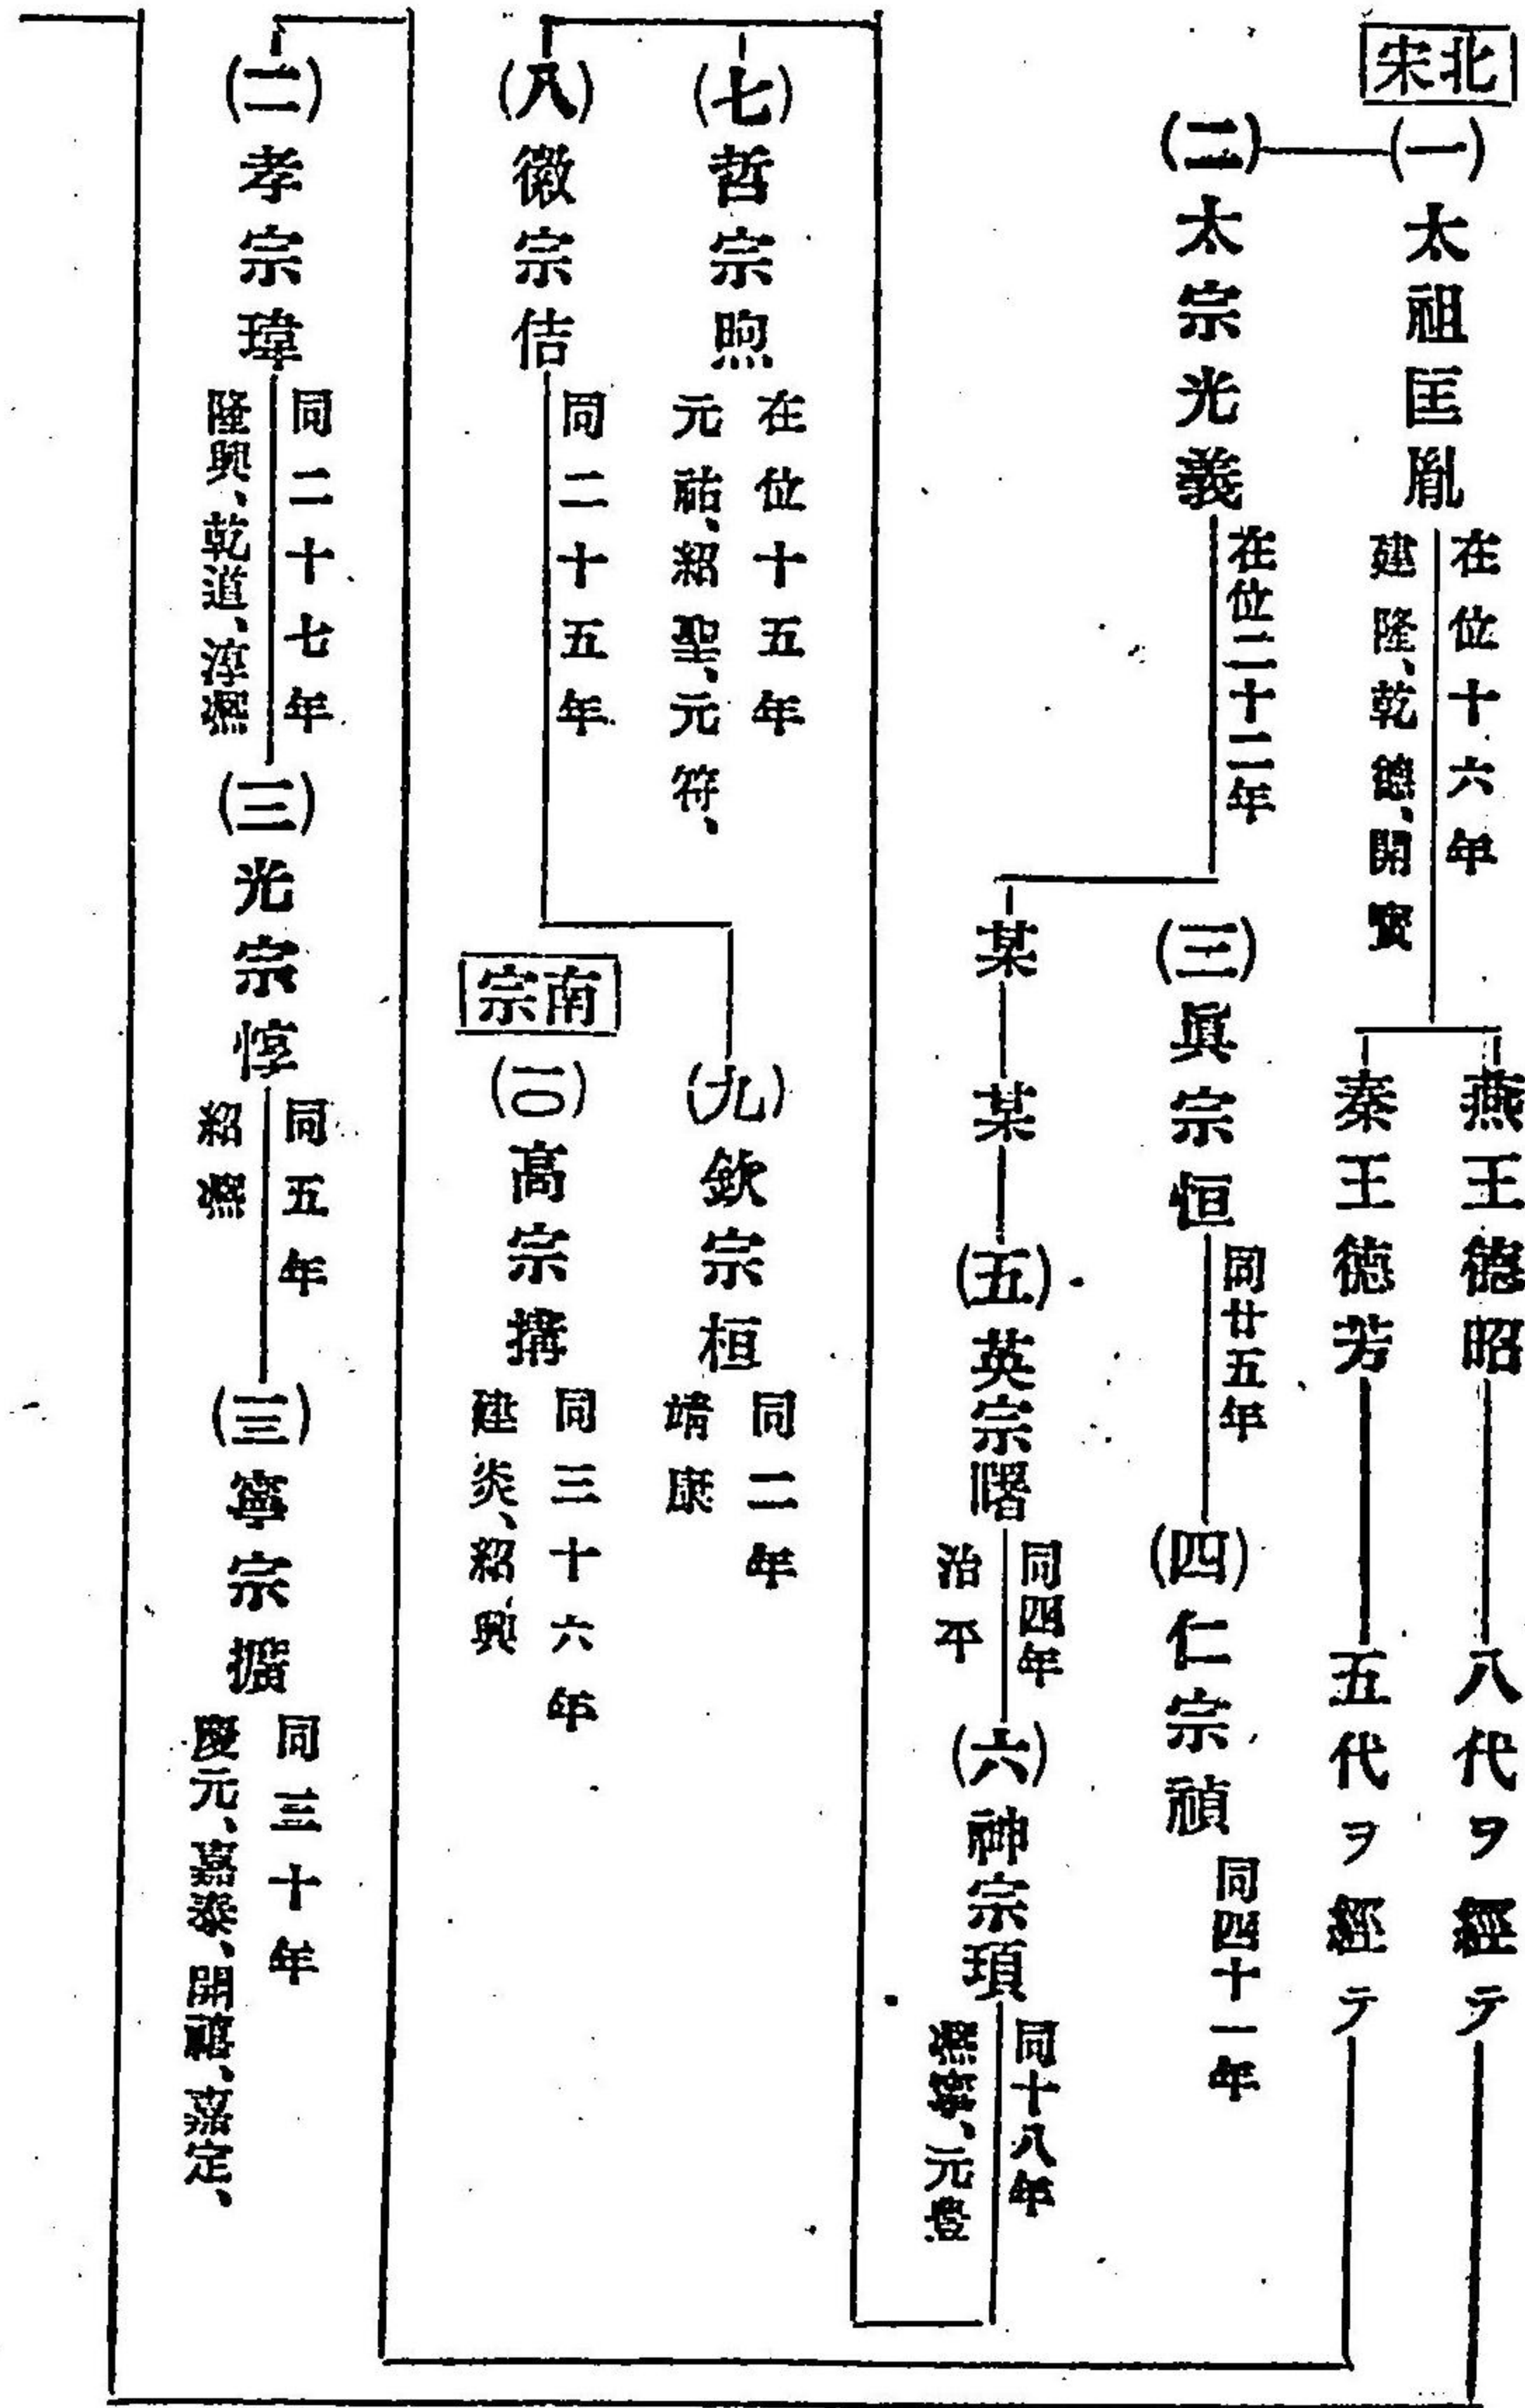 北宋
(一)太祖匡胤
在位十六年
建隆、乾德、開寶
燕王德昭
八代ヲ經テ
秦王德芳
五代ヲ經テ
(二)太宗光義
在位二十二年
(三)眞宗恒
同廿五年
(四)仁宗禎
同四十一年
某
某
(五)英宗曙
同四年
治平
(六)神宗頊
同十八年
熙寧、元豊
(七)哲宗煦
在位十五年
元祐、紹聖、元符、
(八)徽宗佶
同二十五年
(九)欽宗桓
同二年
靖康
南宗
(一〇)高宗搆
同三十六年
建炎、紹興
(二)孝宗瑋
同二十七年
隆興、乾道、淳熙
(三)光宗惇
同五年
紹熙
(三)寧宗擴
同三十年
慶元、嘉泰、開禧、嘉定、